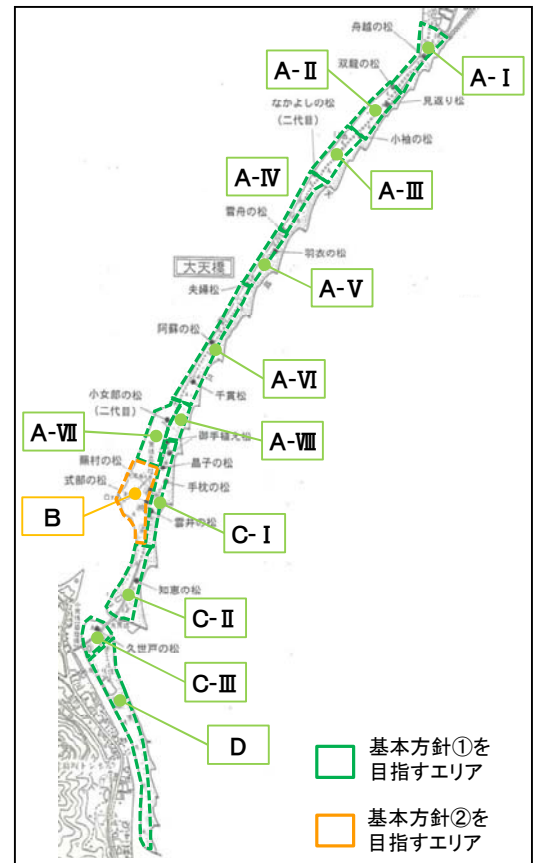 舟越の松
A-Ⅰ
双龍の松
A-Ⅱ
見返り松
なかよしの松
(二代目)
小袖の松
A-Ⅲ
A-Ⅳ
雪舟の松
羽衣の松
大天橋
A-Ⅴ
夫婦松
阿蘇の松
A-Ⅵ
千貫松
小女郎の松
(二代目)
A-Ⅶ
A-Ⅷ
御手植え松
晶子の松
蕪村の松
式部の松
手枕の松
B
雲井の松
C-Ⅰ
知恵の松
C-Ⅱ
久世戸の松
C-Ⅲ
D
基本方針①を
目指すエリア
基本方針②を
目指すエリア